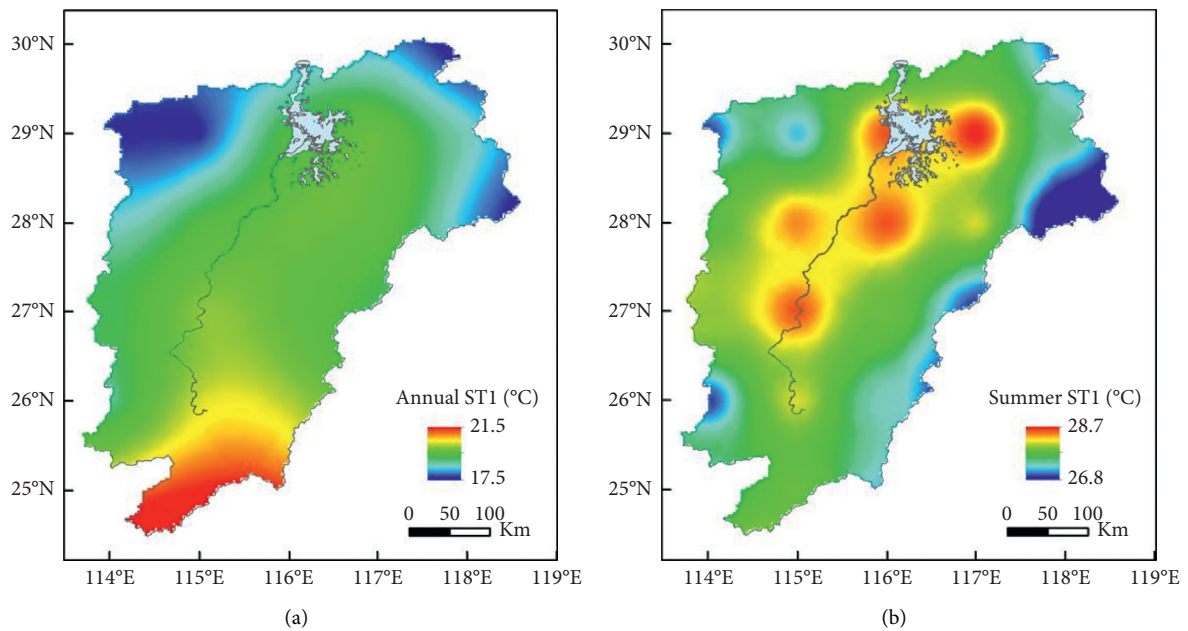 30°N
29°N
28°N
27°N
26°N
25°N
Annual ST1 (°C)
21.5
17.5
0 50 100
Km
114°E 115°E 116°E 117°E 118°E 119°E
(a)
30°N
29°N
28°N
27°N
26°N
25°N
Summer ST1 (°C)
28.7
26.8
0 50 100
Km
114°E 115°E 116°E 117°E 118°E 119°E
(b)